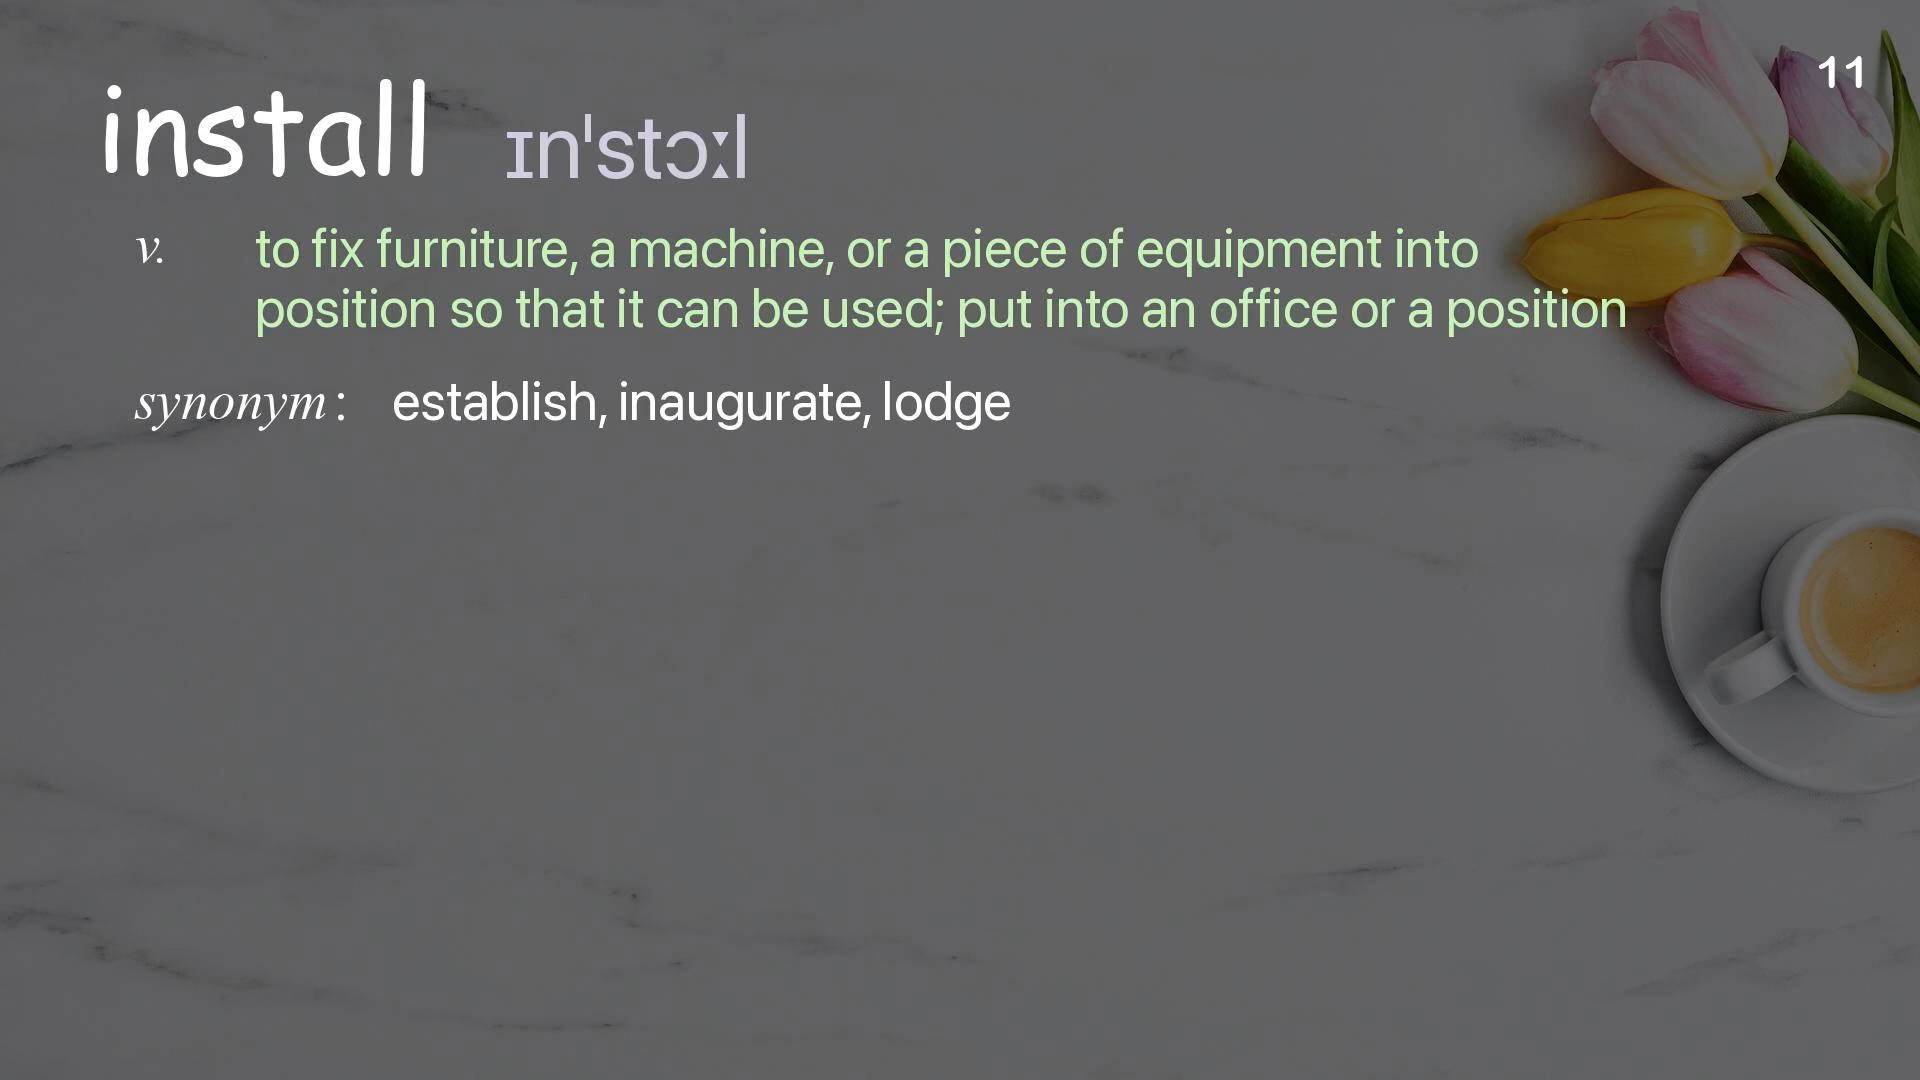 11
install ɪnˈstɔːl
v. to fix furniture, a machine, or a piece of equipment into
position so that it can be used; put into an office or a position
synonym : establish, inaugurate, lodge